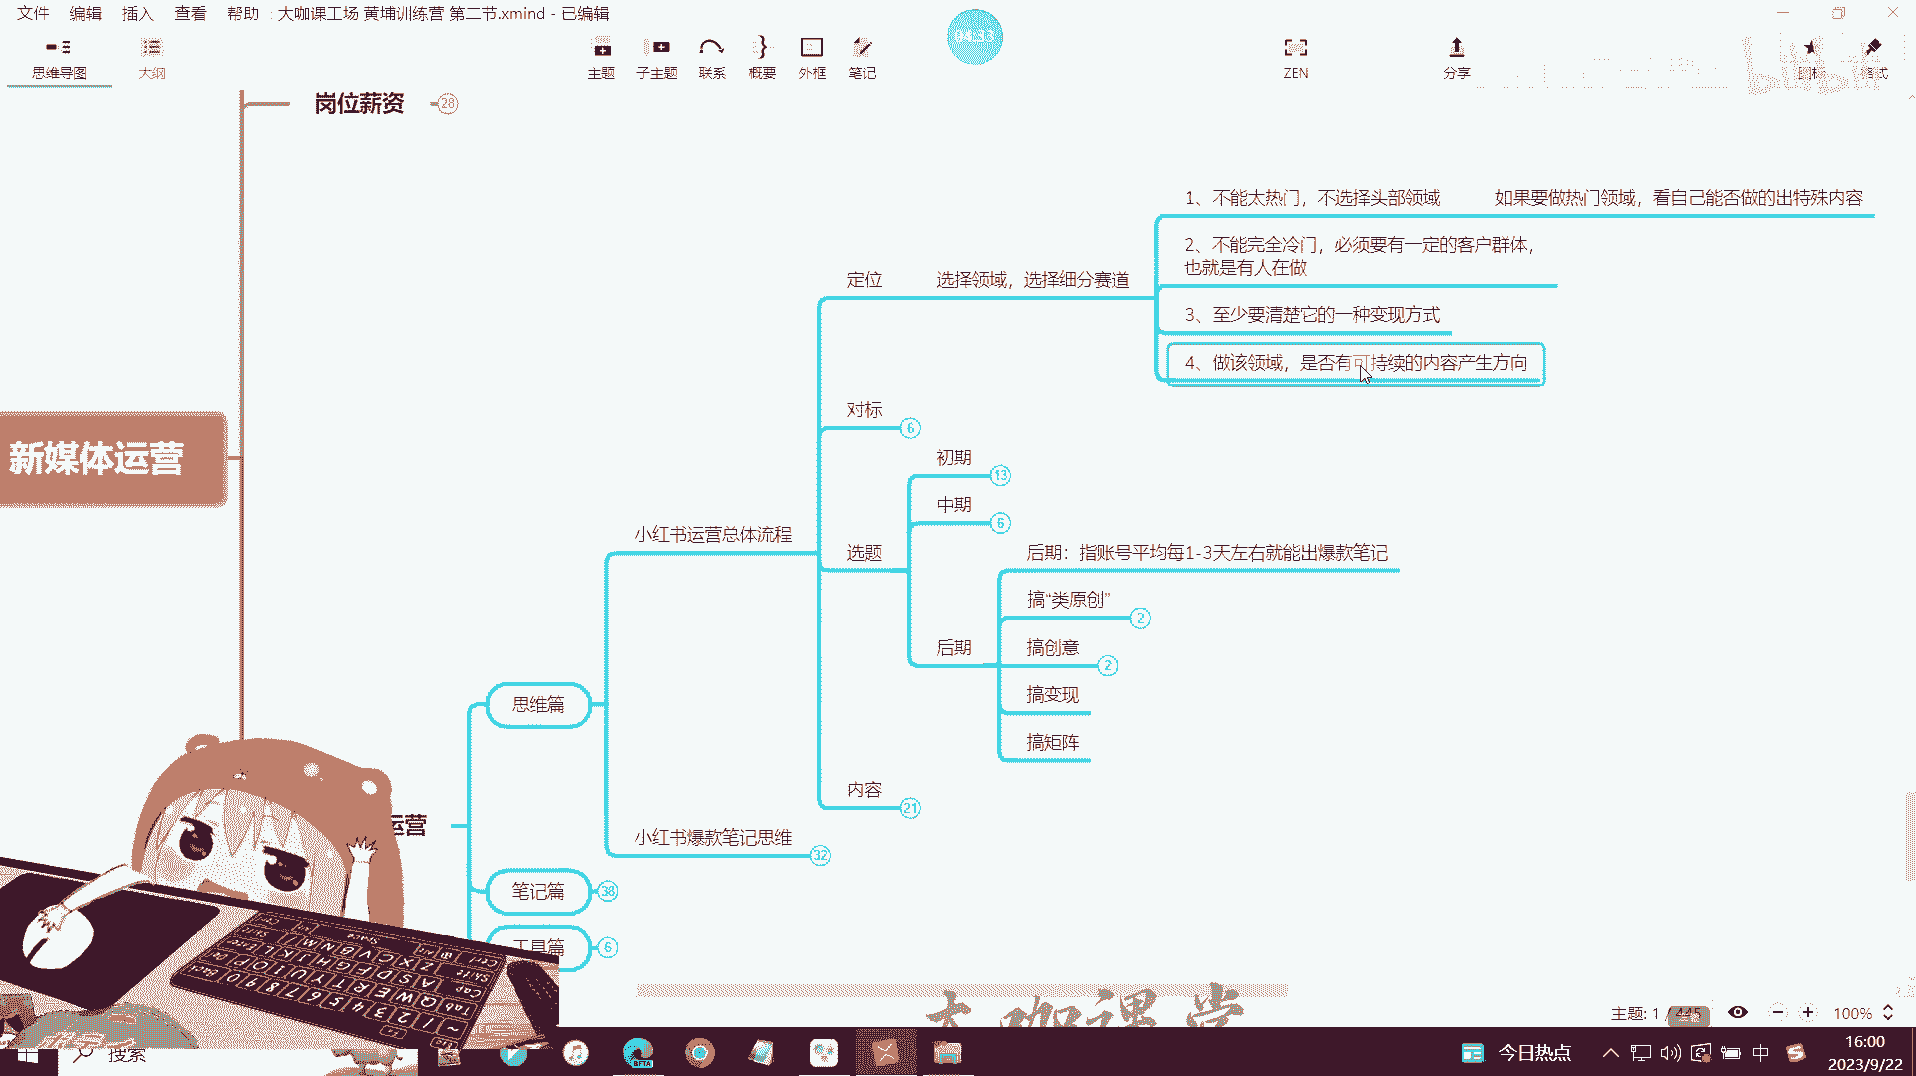 文件 编辑 插入 查看 帮助 大咖课工场 黄埔训练营 第二节.xmind - 已编辑
04:33
思维导图 大纲 主题 子主题 联系 概要 外框 笔记 ZEN 分享
岗位薪资 28
1、不能太热门，不选择头部领域 如果要做热门领域，看自己能否做的出特殊内容
2、不能完全冷门，必须要有一定的客户群体，
也就是有人在做
定位 选择领域，选择细分赛道
3、至少要清楚它的一种变现方式
4、做该领域，是否有可持续的内容产生方向
对标 6
新媒体运营
初期 13
中期 6
小红书运营总体流程
选题
后期：指账号平均每1-3天左右就能出爆款笔记
搞“类原创” 2
后期
搞创意 2
搞变现
搞矩阵
思维篇
内容 21
运营
小红书爆款笔记思维 32
笔记篇 38
工具篇 6
大咖课堂
主题: 1 / 445 100%
搜索
BETA
今日热点
中
16:00
2023/9/22